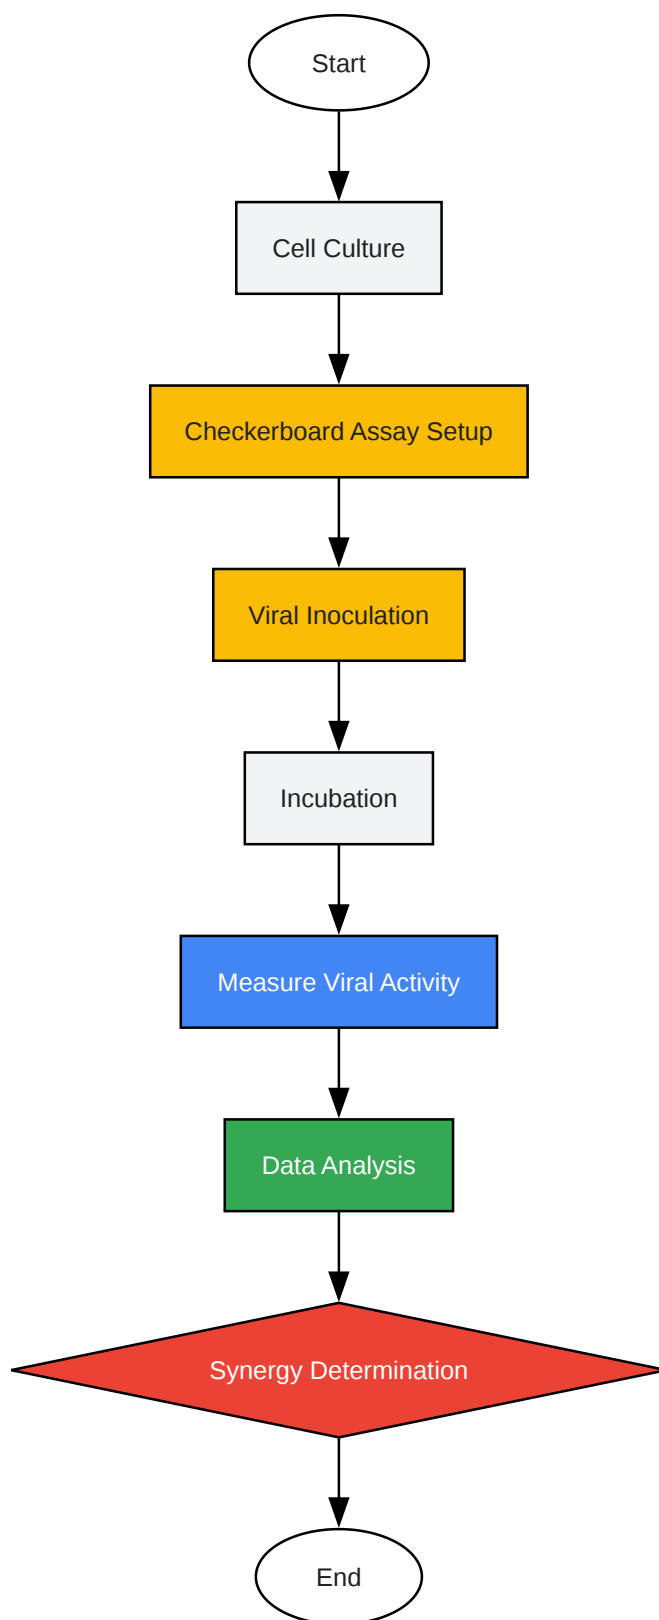 Start
Cell Culture
Checkerboard Assay Setup
Viral Inoculation
Incubation
Measure Viral Activity
Data Analysis
Synergy Determination
End